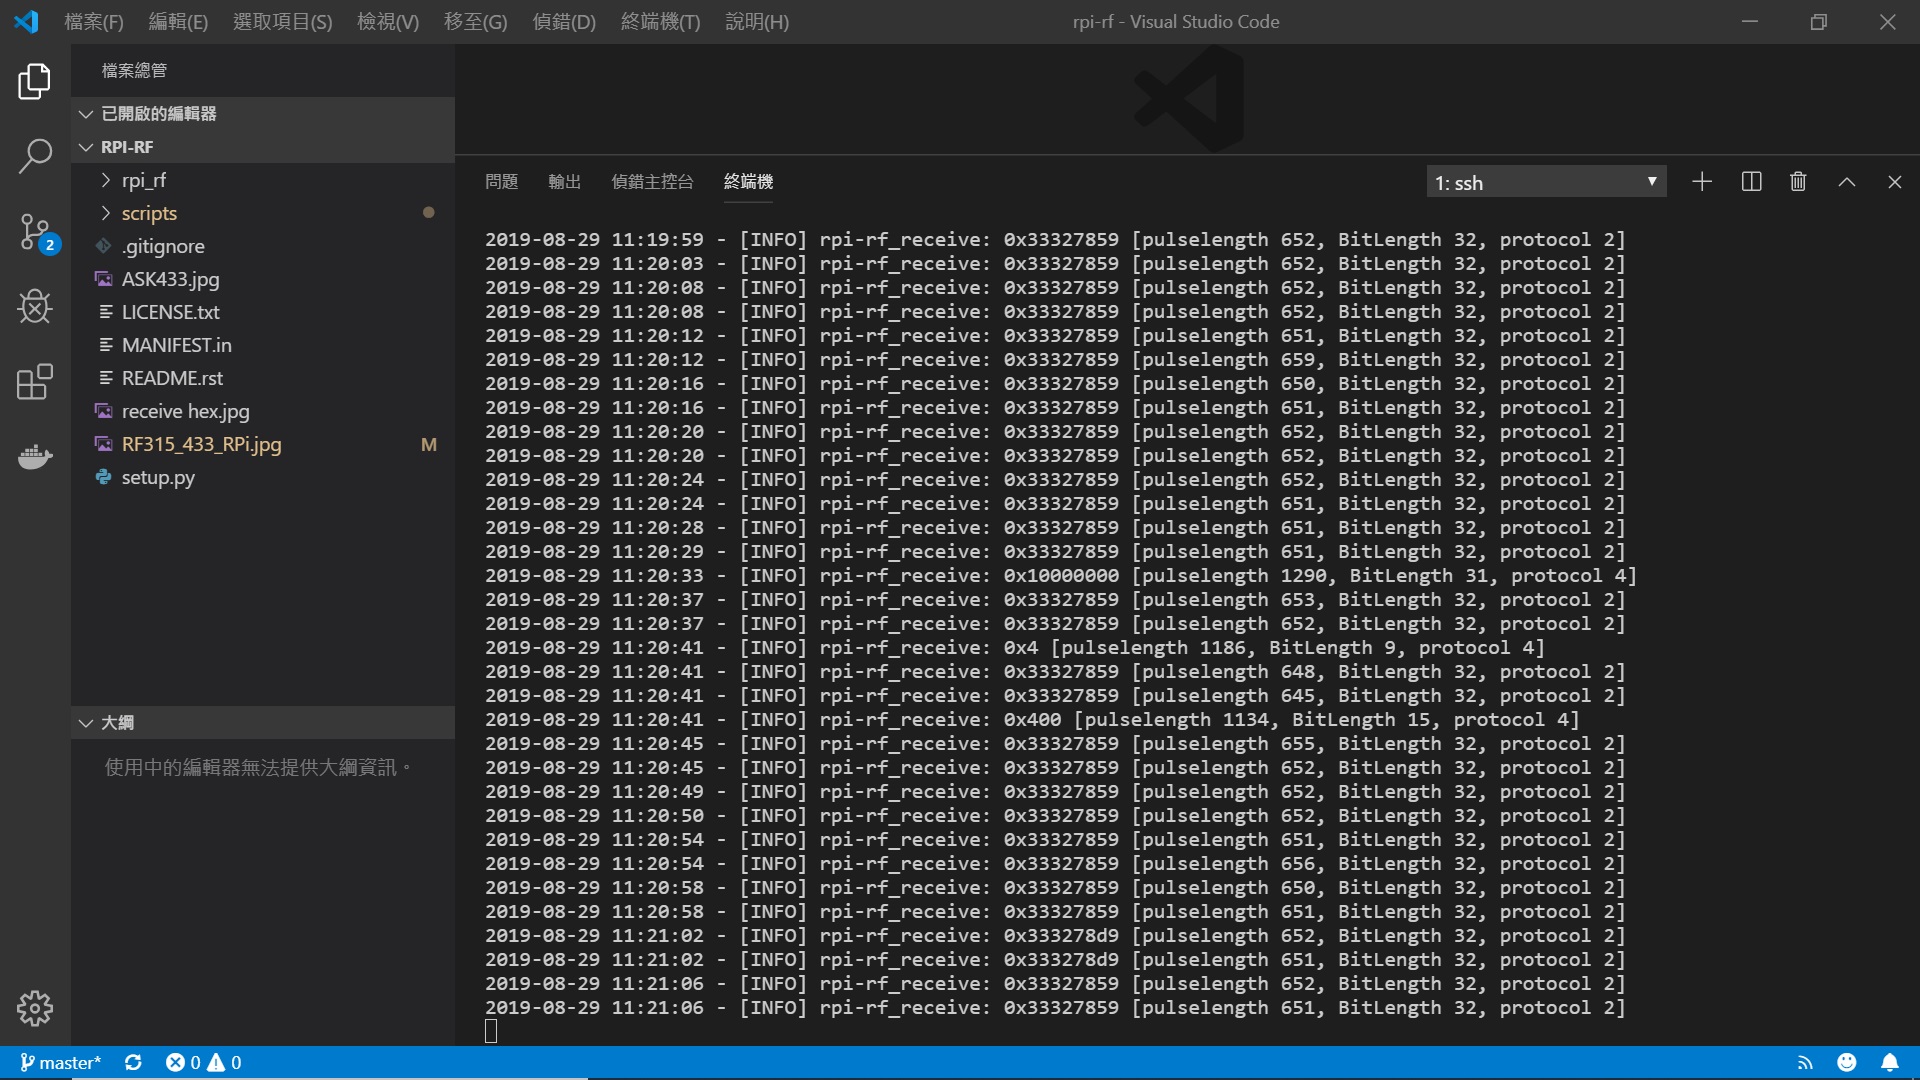 檔案(F) 編輯(E) 選取項目(S) 檢視(V) 移至(G) 偵錯(D) 終端機(T) 說明(H) rpi-rf - Visual Studio Code
檔案總管
已開啟的編輯器
RPI-RF
rpi_rf
scripts
.gitignore
ASK433.jpg
LICENSE.txt
MANIFEST.in
README.rst
receive hex.jpg
RF315_433_RPi.jpg M
setup.py
2
大綱
使用中的編輯器無法提供大綱資訊。
問題 輸出 偵錯主控台 終端機 1: ssh
2019-08-29 11:19:59 - [INFO] rpi-rf_receive: 0x33327859 [pulselength 652, BitLength 32, protocol 2]
2019-08-29 11:20:03 - [INFO] rpi-rf_receive: 0x33327859 [pulselength 652, BitLength 32, protocol 2]
2019-08-29 11:20:08 - [INFO] rpi-rf_receive: 0x33327859 [pulselength 652, BitLength 32, protocol 2]
2019-08-29 11:20:08 - [INFO] rpi-rf_receive: 0x33327859 [pulselength 652, BitLength 32, protocol 2]
2019-08-29 11:20:12 - [INFO] rpi-rf_receive: 0x33327859 [pulselength 651, BitLength 32, protocol 2]
2019-08-29 11:20:12 - [INFO] rpi-rf_receive: 0x33327859 [pulselength 659, BitLength 32, protocol 2]
2019-08-29 11:20:16 - [INFO] rpi-rf_receive: 0x33327859 [pulselength 650, BitLength 32, protocol 2]
2019-08-29 11:20:16 - [INFO] rpi-rf_receive: 0x33327859 [pulselength 651, BitLength 32, protocol 2]
2019-08-29 11:20:20 - [INFO] rpi-rf_receive: 0x33327859 [pulselength 652, BitLength 32, protocol 2]
2019-08-29 11:20:20 - [INFO] rpi-rf_receive: 0x33327859 [pulselength 652, BitLength 32, protocol 2]
2019-08-29 11:20:24 - [INFO] rpi-rf_receive: 0x33327859 [pulselength 652, BitLength 32, protocol 2]
2019-08-29 11:20:24 - [INFO] rpi-rf_receive: 0x33327859 [pulselength 651, BitLength 32, protocol 2]
2019-08-29 11:20:28 - [INFO] rpi-rf_receive: 0x33327859 [pulselength 651, BitLength 32, protocol 2]
2019-08-29 11:20:29 - [INFO] rpi-rf_receive: 0x33327859 [pulselength 651, BitLength 32, protocol 2]
2019-08-29 11:20:33 - [INFO] rpi-rf_receive: 0x10000000 [pulselength 1290, BitLength 31, protocol 4]
2019-08-29 11:20:37 - [INFO] rpi-rf_receive: 0x33327859 [pulselength 653, BitLength 32, protocol 2]
2019-08-29 11:20:37 - [INFO] rpi-rf_receive: 0x33327859 [pulselength 652, BitLength 32, protocol 2]
2019-08-29 11:20:41 - [INFO] rpi-rf_receive: 0x4 [pulselength 1186, BitLength 9, protocol 4]
2019-08-29 11:20:41 - [INFO] rpi-rf_receive: 0x33327859 [pulselength 648, BitLength 32, protocol 2]
2019-08-29 11:20:41 - [INFO] rpi-rf_receive: 0x33327859 [pulselength 645, BitLength 32, protocol 2]
2019-08-29 11:20:41 - [INFO] rpi-rf_receive: 0x400 [pulselength 1134, BitLength 15, protocol 4]
2019-08-29 11:20:45 - [INFO] rpi-rf_receive: 0x33327859 [pulselength 655, BitLength 32, protocol 2]
2019-08-29 11:20:45 - [INFO] rpi-rf_receive: 0x33327859 [pulselength 652, BitLength 32, protocol 2]
2019-08-29 11:20:49 - [INFO] rpi-rf_receive: 0x33327859 [pulselength 652, BitLength 32, protocol 2]
2019-08-29 11:20:50 - [INFO] rpi-rf_receive: 0x33327859 [pulselength 652, BitLength 32, protocol 2]
2019-08-29 11:20:54 - [INFO] rpi-rf_receive: 0x33327859 [pulselength 651, BitLength 32, protocol 2]
2019-08-29 11:20:54 - [INFO] rpi-rf_receive: 0x33327859 [pulselength 656, BitLength 32, protocol 2]
2019-08-29 11:20:58 - [INFO] rpi-rf_receive: 0x33327859 [pulselength 650, BitLength 32, protocol 2]
2019-08-29 11:20:58 - [INFO] rpi-rf_receive: 0x33327859 [pulselength 651, BitLength 32, protocol 2]
2019-08-29 11:21:02 - [INFO] rpi-rf_receive: 0x333278d9 [pulselength 652, BitLength 32, protocol 2]
2019-08-29 11:21:02 - [INFO] rpi-rf_receive: 0x333278d9 [pulselength 651, BitLength 32, protocol 2]
2019-08-29 11:21:06 - [INFO] rpi-rf_receive: 0x33327859 [pulselength 652, BitLength 32, protocol 2]
2019-08-29 11:21:06 - [INFO] rpi-rf_receive: 0x33327859 [pulselength 651, BitLength 32, protocol 2]
master* 0 0